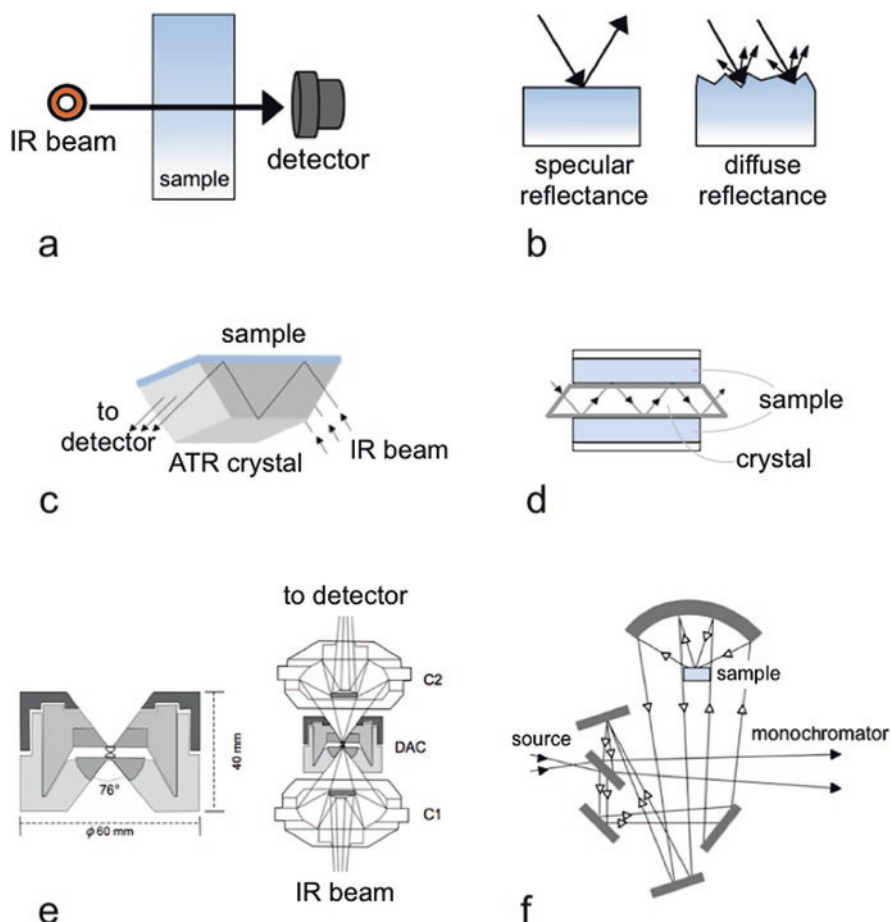 IR beam
sample
detector
a
specular
reflectance
diffuse
reflectance
b
sample
to
detector
ATR crystal
IR beam
c
sample
crystal
d
76°
40 mm
ϕ 60 mm
e
to detector
C2
DAC
C1
IR beam
sample
source
monochromator
f